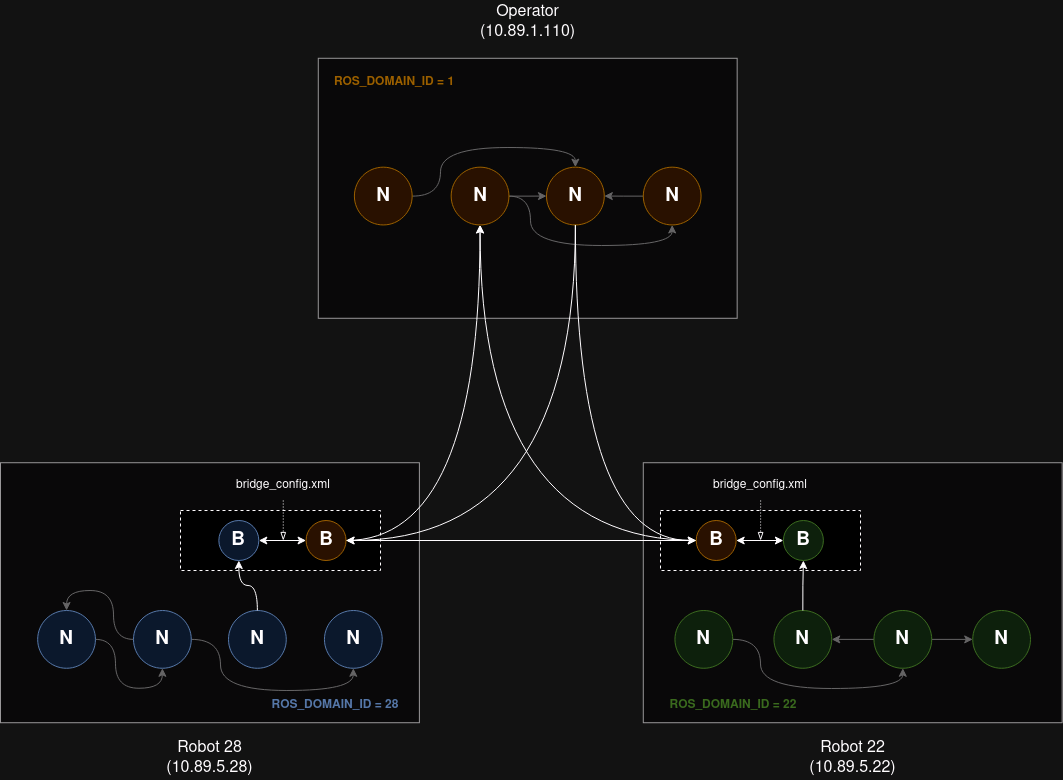 Operator
(10.89.1.110)
ROS_DOMAIN_ID = 1
N
N
N
N
bridge_config.xml
B
B
N
N
N
N
ROS_DOMAIN_ID = 28
Robot 28
(10.89.5.28)
bridge_config.xml
B
B
N
N
N
N
ROS_DOMAIN_ID = 22
Robot 22
(10.89.5.22)